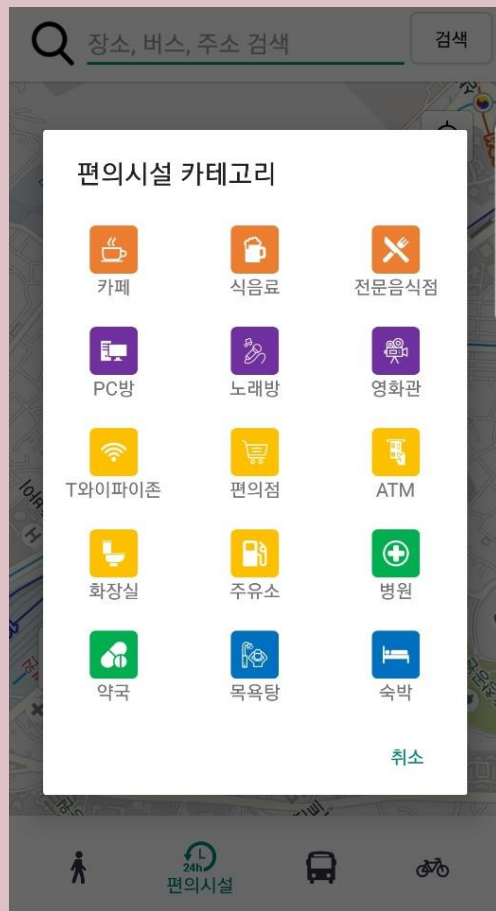 장소, 버스, 주소 검색
검색
편의시설 카테고리
카페
식음료
전문음식점
PC방
노래방
영화관
T와이파이존
편의점
ATM
화장실
주유소
병원
약국
목욕탕
숙박
취소
24h
편의시설